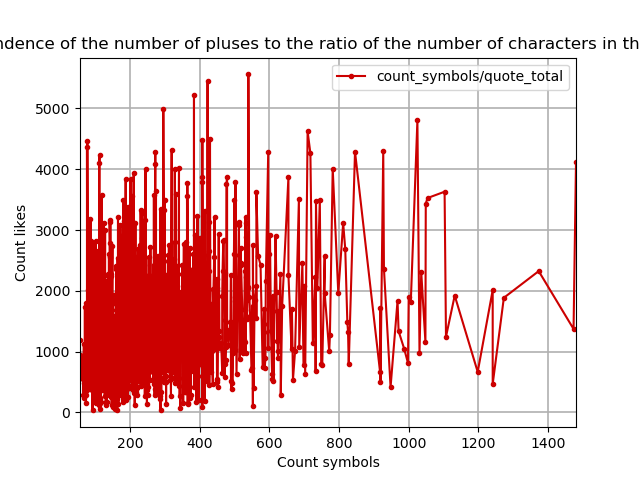 ndence of the number of pluses to the ratio of the number of characters in th
count_symbols/quote_total
5000
4000
3000
2000
1000
0
Count likes
200 400 600 800 1000 1200 1400
Count symbols